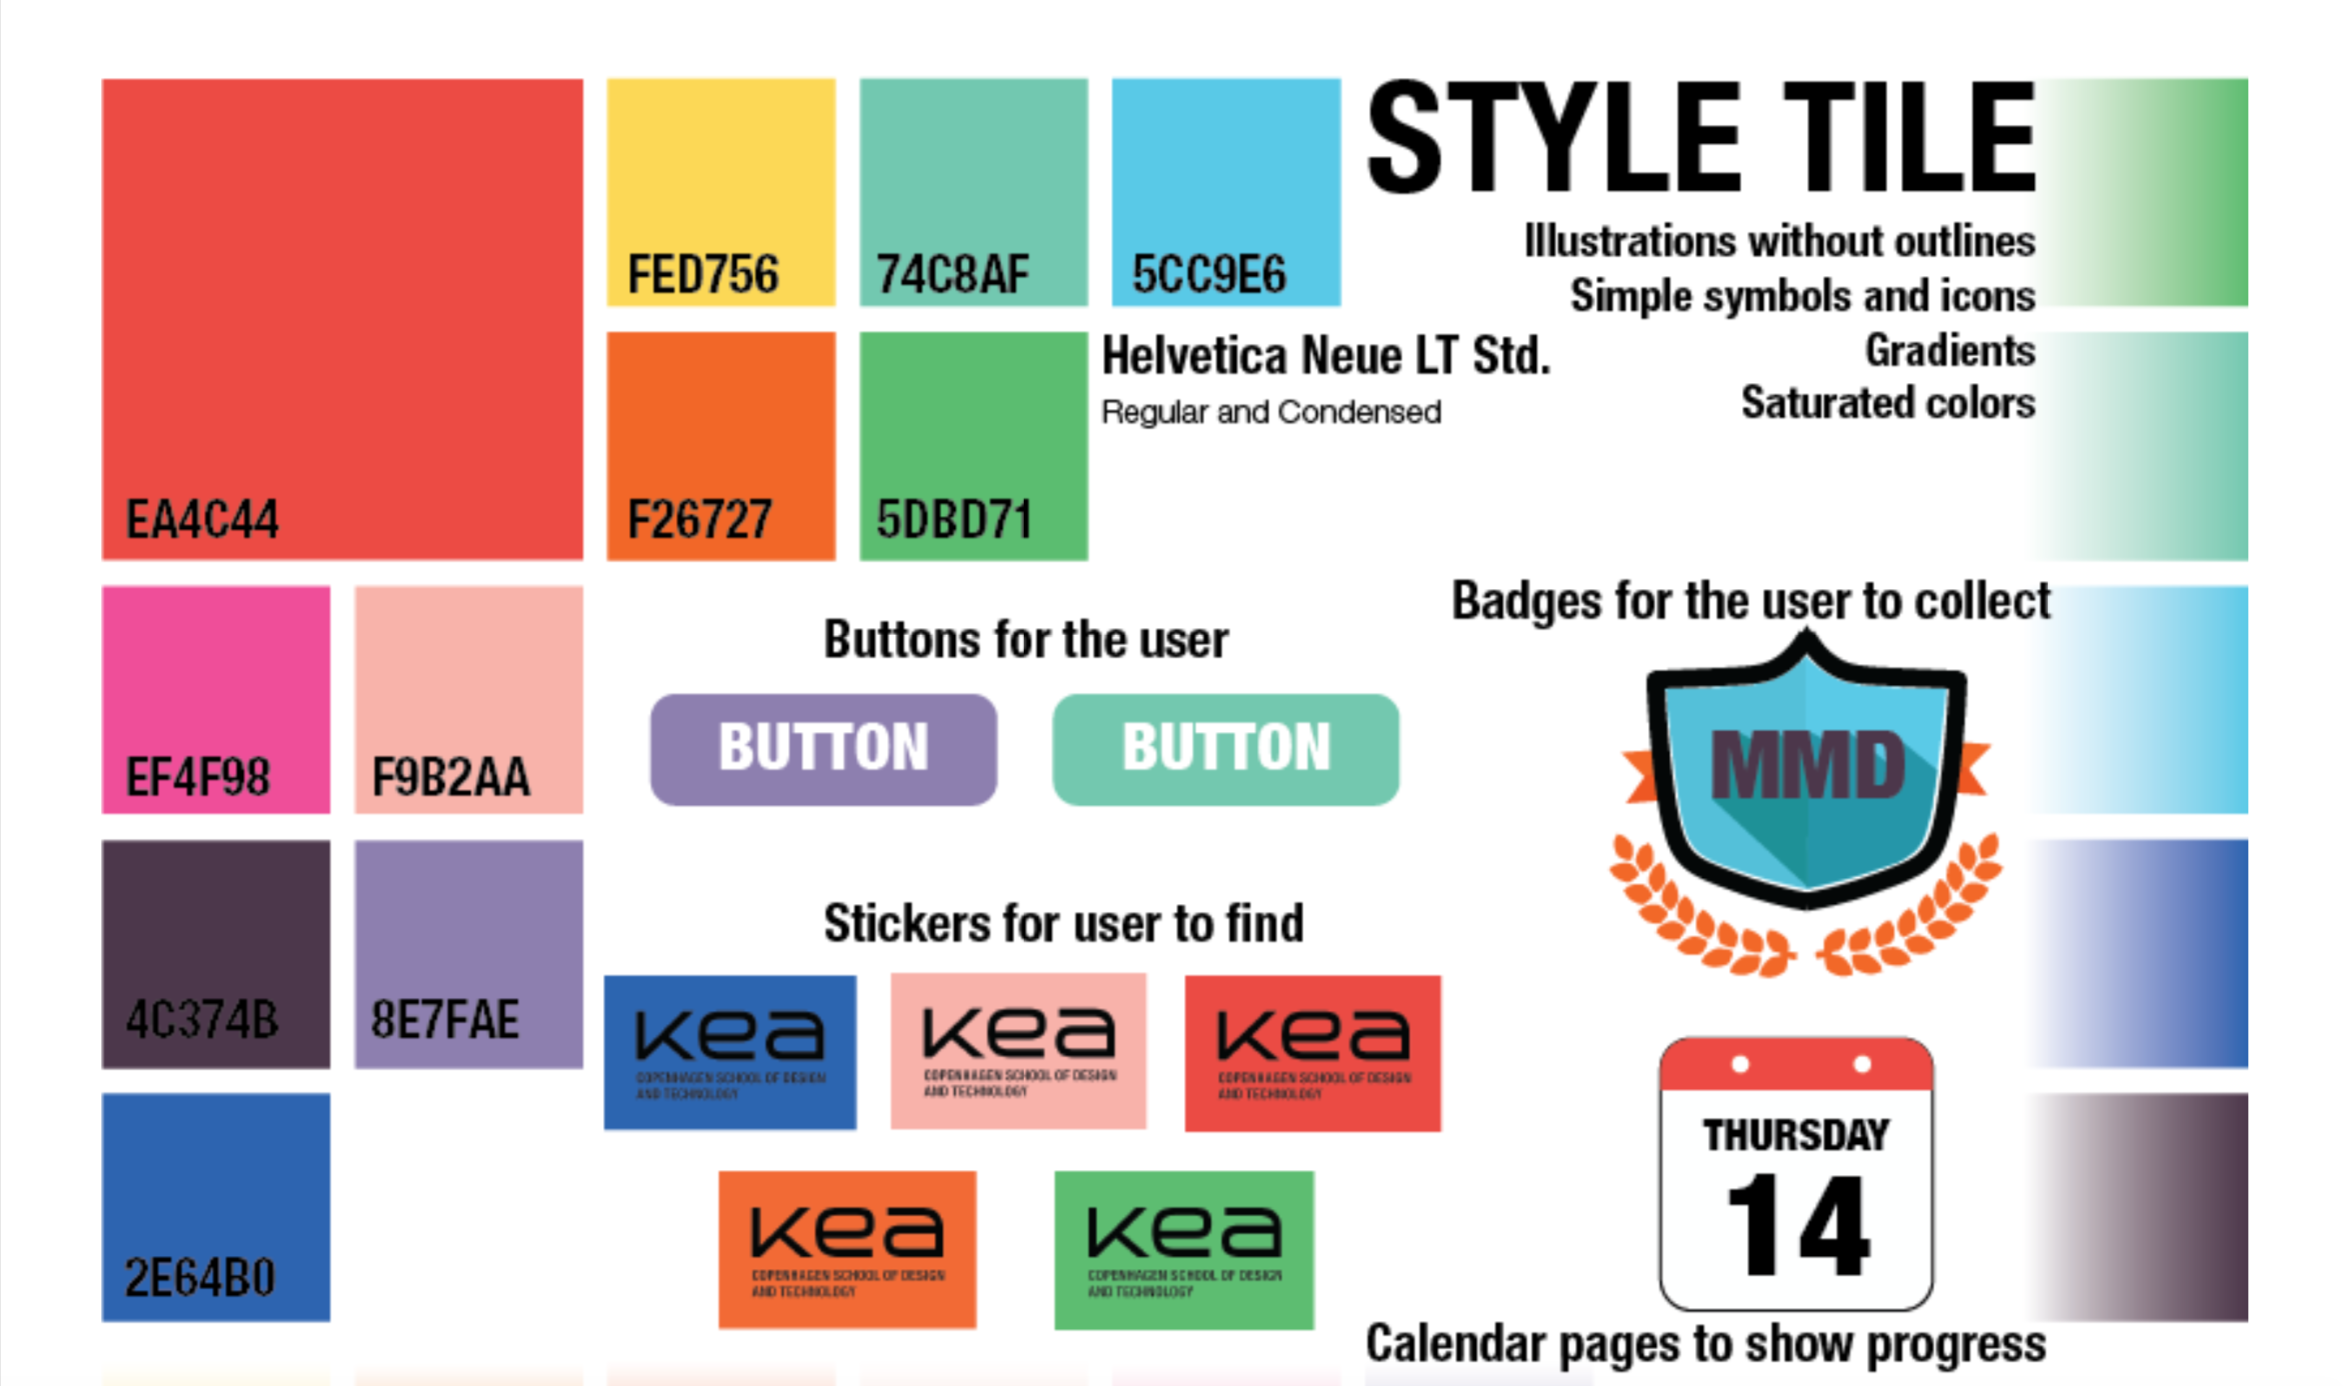 STYLE TILE
Illustrations without outlines
Simple symbols and icons
Gradients
Saturated colors
FED756
74C8AF
5CC9E6
Helvetica Neue LT Std.
Regular and Condensed
EA4C44
F26727
5DBD71
EF4F98
F9B2AA
4C374B
8E7FAE
2E64B0
Buttons for the user
BUTTON
BUTTON
Stickers for user to find
kea
COPENHAGEN SCHOOL OF DESIGN
AND TECHNOLOGY
kea
COPENHAGEN SCHOOL OF DESIGN
AND TECHNOLOGY
kea
COPENHAGEN SCHOOL OF DESIGN
AND TECHNOLOGY
kea
COPENHAGEN SCHOOL OF DESIGN
AND TECHNOLOGY
kea
COPENHAGEN SCHOOL OF DESIGN
AND TECHNOLOGY
Badges for the user to collect
MMD
THURSDAY
14
Calendar pages to show progress